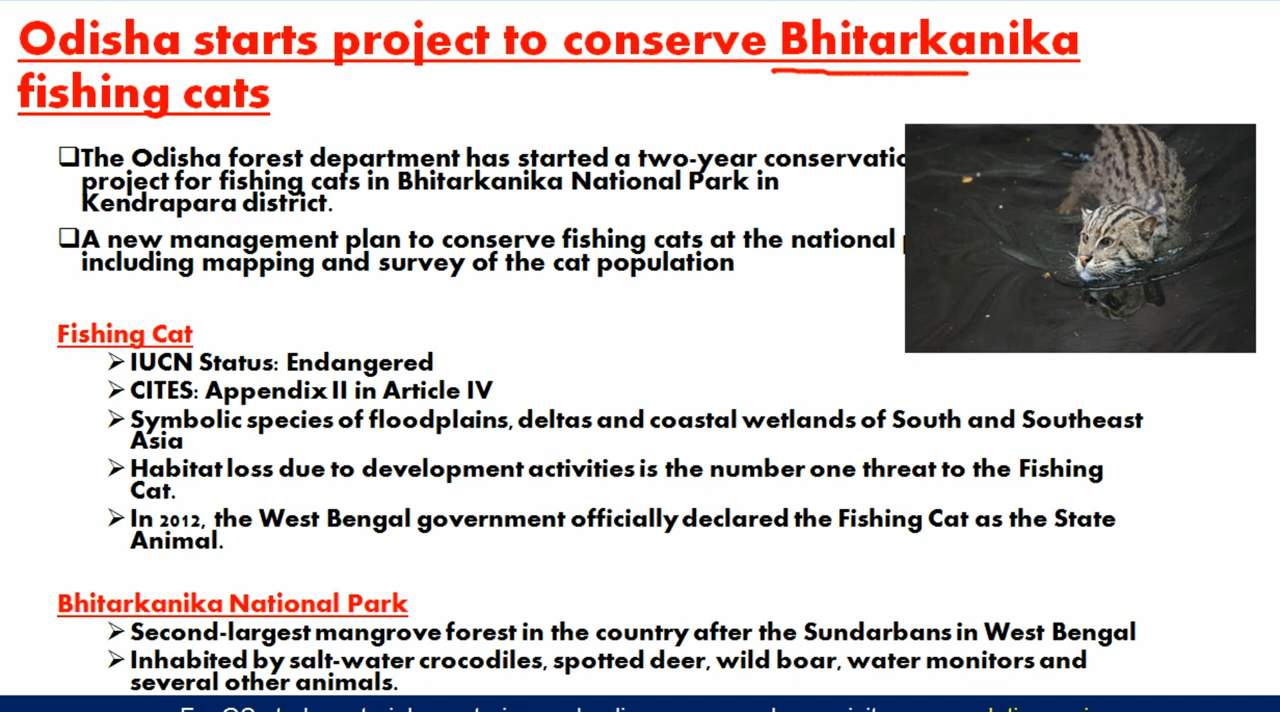 Odisha starts project to conserve Bhitarkanika
fishing cats
❑The Odisha forest department has started a two-year
project for fishing cats in Bhitarkanika National Park in
Kendrapara district.
❑A new management plan to conserve fishing cats at the national
including mapping and survey of the cat population
Fishing Cat
➢IUCN Status: Endangered
➢CITES: Appendix II in Article IV
➢Symbolic species of floodplains, deltas and coastal wetlands of South and Southeast
Asia
➢Habitat loss due to development activities is the number one threat to the Fishing
Cat.
➢In 2012, the West Bengal government officially declared the Fishing Cat as the State
Animal.
Bhitarkanika National Park
➢Second-largest mangrove forest in the country after the Sundarbans in West Bengal
➢Inhabited by salt-water crocodiles, spotted deer, wild boar, water monitors and
several other animals.